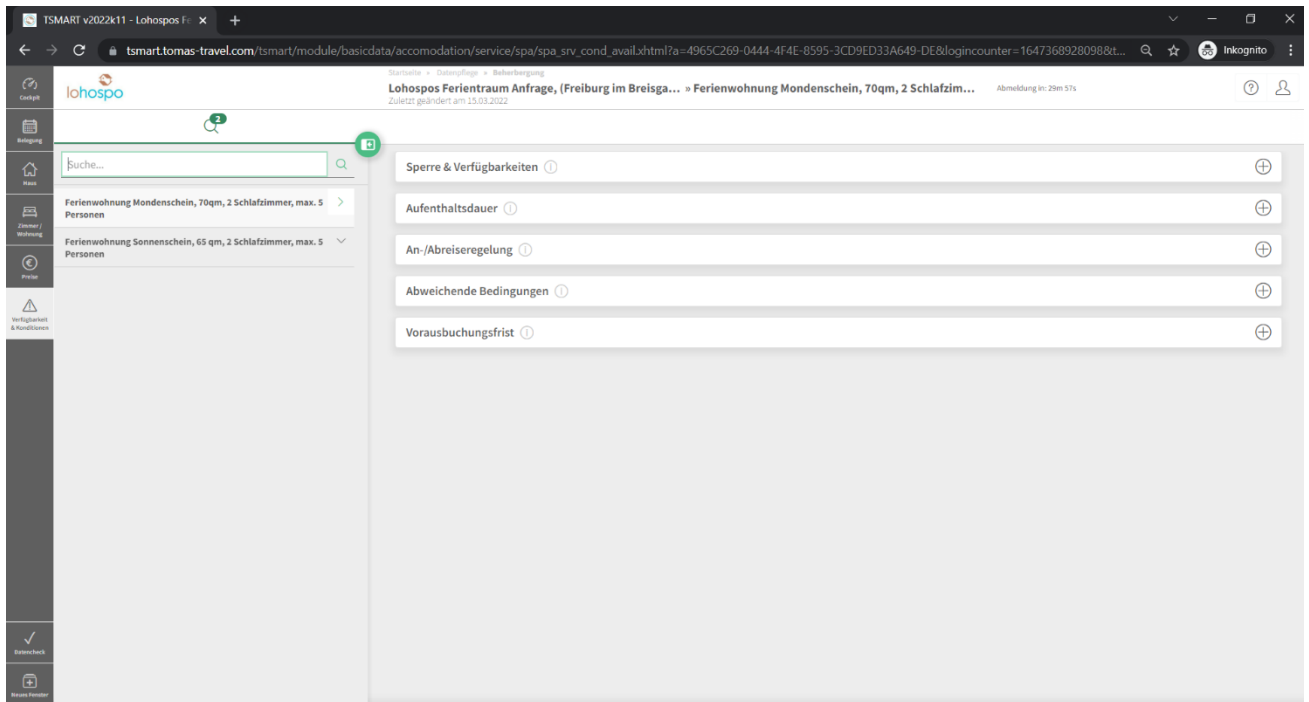 TSMART v2022k11 - Lohospos Fe
tsmart.tomas-travel.com/tsmart/module/basicdata/accomodation/service/spa/spa_srv_cond_avail.xhtml?a=4965C269-0444-4F4E-8595-3CD9ED33A649-DE&logincounter=1647368928098&t...
Inkognito
Cockpit
lohospo
Startseite » Datenpflege » Beherbergung
Lohospos Ferientraum Anfrage, (Freiburg im Breisga... » Ferienwohnung Mondenschein, 70qm, 2 Schlafzim...
Abmeldung in: 29m 57s
Zuletzt geändert am 15.03.2022
Belegung
2
Haus
Suche...
Zimmer /
Wohnung
Ferienwohnung Mondenschein, 70qm, 2 Schlafzimmer, max. 5
Personen
Ferienwohnung Sonnenschein, 65 qm, 2 Schlafzimmer, max. 5
Personen
Preise
Verfügbarkeit
& Konditionen
Sperre & Verfügbarkeiten
Aufenthaltsdauer
An-/Abreiseregelung
Abweichende Bedingungen
Vorausbuchungsfrist
Datencheck
Neues Fenster